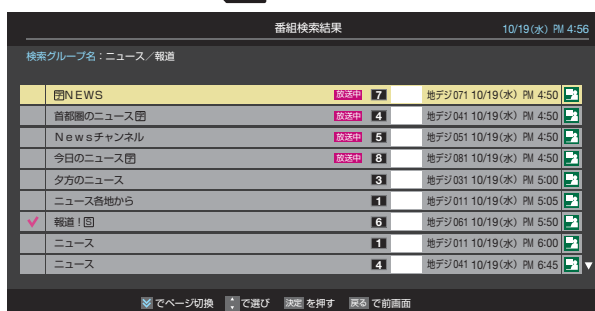 番組検索結果 10/19(水) PM 4:56
検索グループ名:ニュース/報道
🈑NEWS 放送中 7 地デジ071 10/19(水) PM 4:50
首都圏のニュース🈑 放送中 4 地デジ041 10/19(水) PM 4:50
Newsチャンネル 放送中 5 地デジ051 10/19(水) PM 4:50
今日のニュース🈑 放送中 8 地デジ081 10/19(水) PM 4:50
夕方のニュース 3 地デジ031 10/19(水) PM 5:00
ニュース各地から 1 地デジ011 10/19(水) PM 5:05
報道!🅂 6 地デジ061 10/19(水) PM 5:50
ニュース 1 地デジ011 10/19(水) PM 6:00
ニュース 4 地デジ041 10/19(水) PM 6:45
でページ切換 で選び 決定 を押す 戻る で前画面